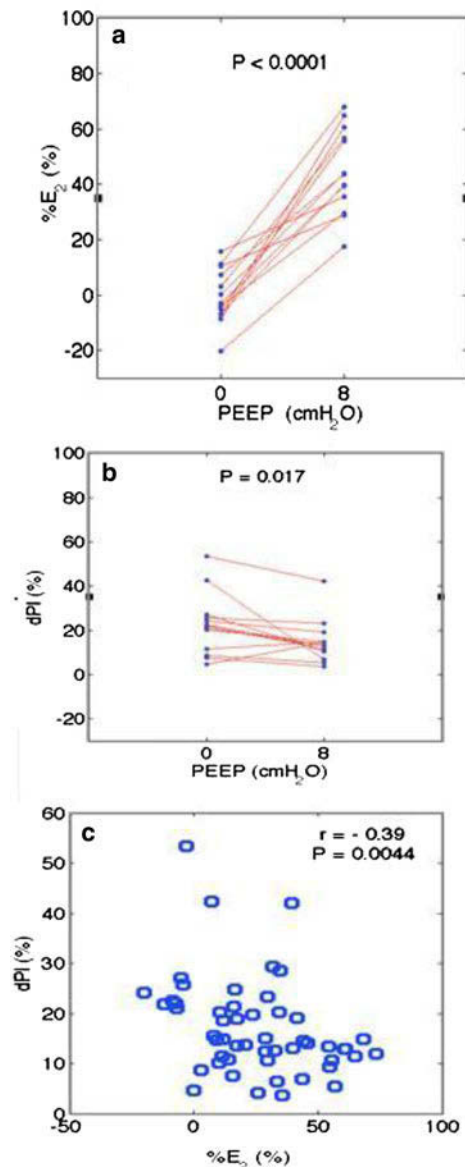 a
P < 0.0001
100
80
60
40
20
0
-20
%E2 (%)
0 8
PEEP (cmH2O)
b
P = 0.017
100
80
60
40
20
0
-20
dPI (%)
0 8
PEEP (cmH2O)
c
r = - 0.39
P = 0.0044
60
50
40
30
20
10
0
dPI (%)
-50 0 50 100
%E2 (%)